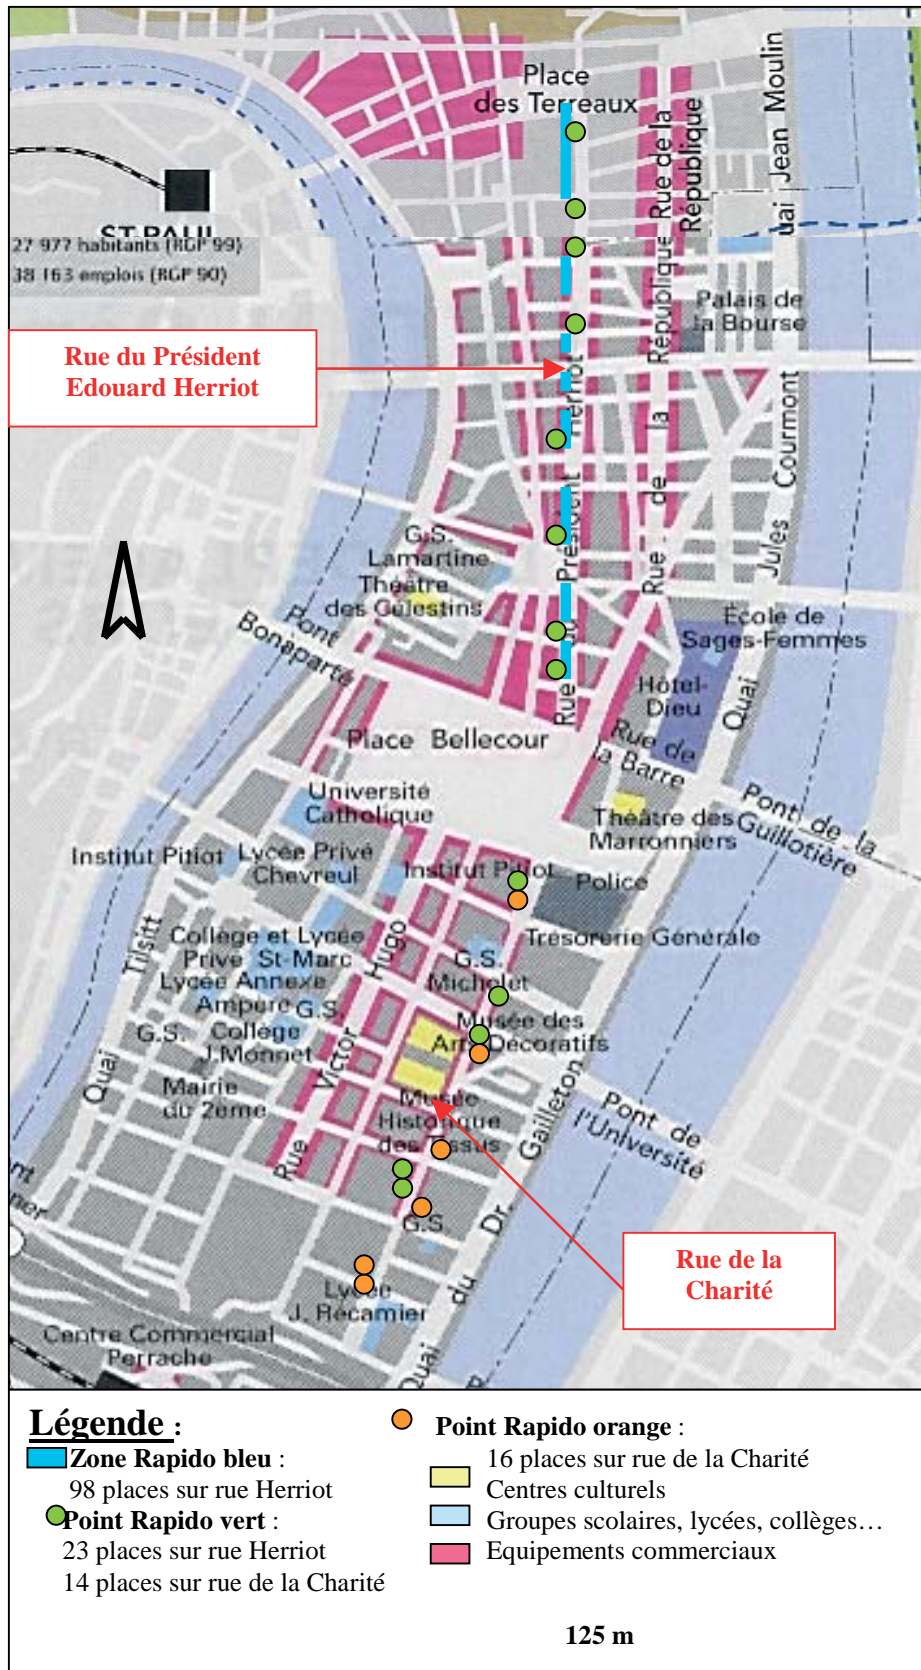 Place
des Terreaux
Rue de la
République
Quai Jean Moulin
ST-PAUL
27 977 habitants (RGP 99)
38 163 emplois (RGP 90)
Palais de
la Bourse
Rue du Président
Edouard Herriot
Rue du Président Herriot
Rue de la République
Quai Jules Courmont
G.S.
Lamartine
Théâtre
des Célestins
Pont
Bonaparte
École de
Sages-Femmes
Hôtel-
Dieu
Rue de
la Barre
Place Bellecour
Université
Catholique
Théâtre des
Marronniers
Pont de la
Guillotière
Institut Pitiot
Lycée Privé
Chevreul
Institut Pitiot
Police
Trésorerie Générale
Collège et Lycée
Privé St-Marc
Lycée Annexe
Ampère
G.S.
G.S.
Michelet
G.S.
Collège
J.Monnet
Musée des
Arts Décoratifs
Mairie
du 2ème
Quai Tilsitt
Rue Victor Hugo
Musée
Historique
des Tissus
Pont de
l'Université
Quai du Dr. Gailleton
G.S.
Rue de la
Charité
Lycée
J. Récamier
Centre Commercial
Perrache
Légende :
Zone Rapido bleu :
98 places sur rue Herriot
Point Rapido vert :
23 places sur rue Herriot
14 places sur rue de la Charité
Point Rapido orange :
16 places sur rue de la Charité
Centres culturels
Groupes scolaires, lycées, collèges…
Equipements commerciaux
125 m